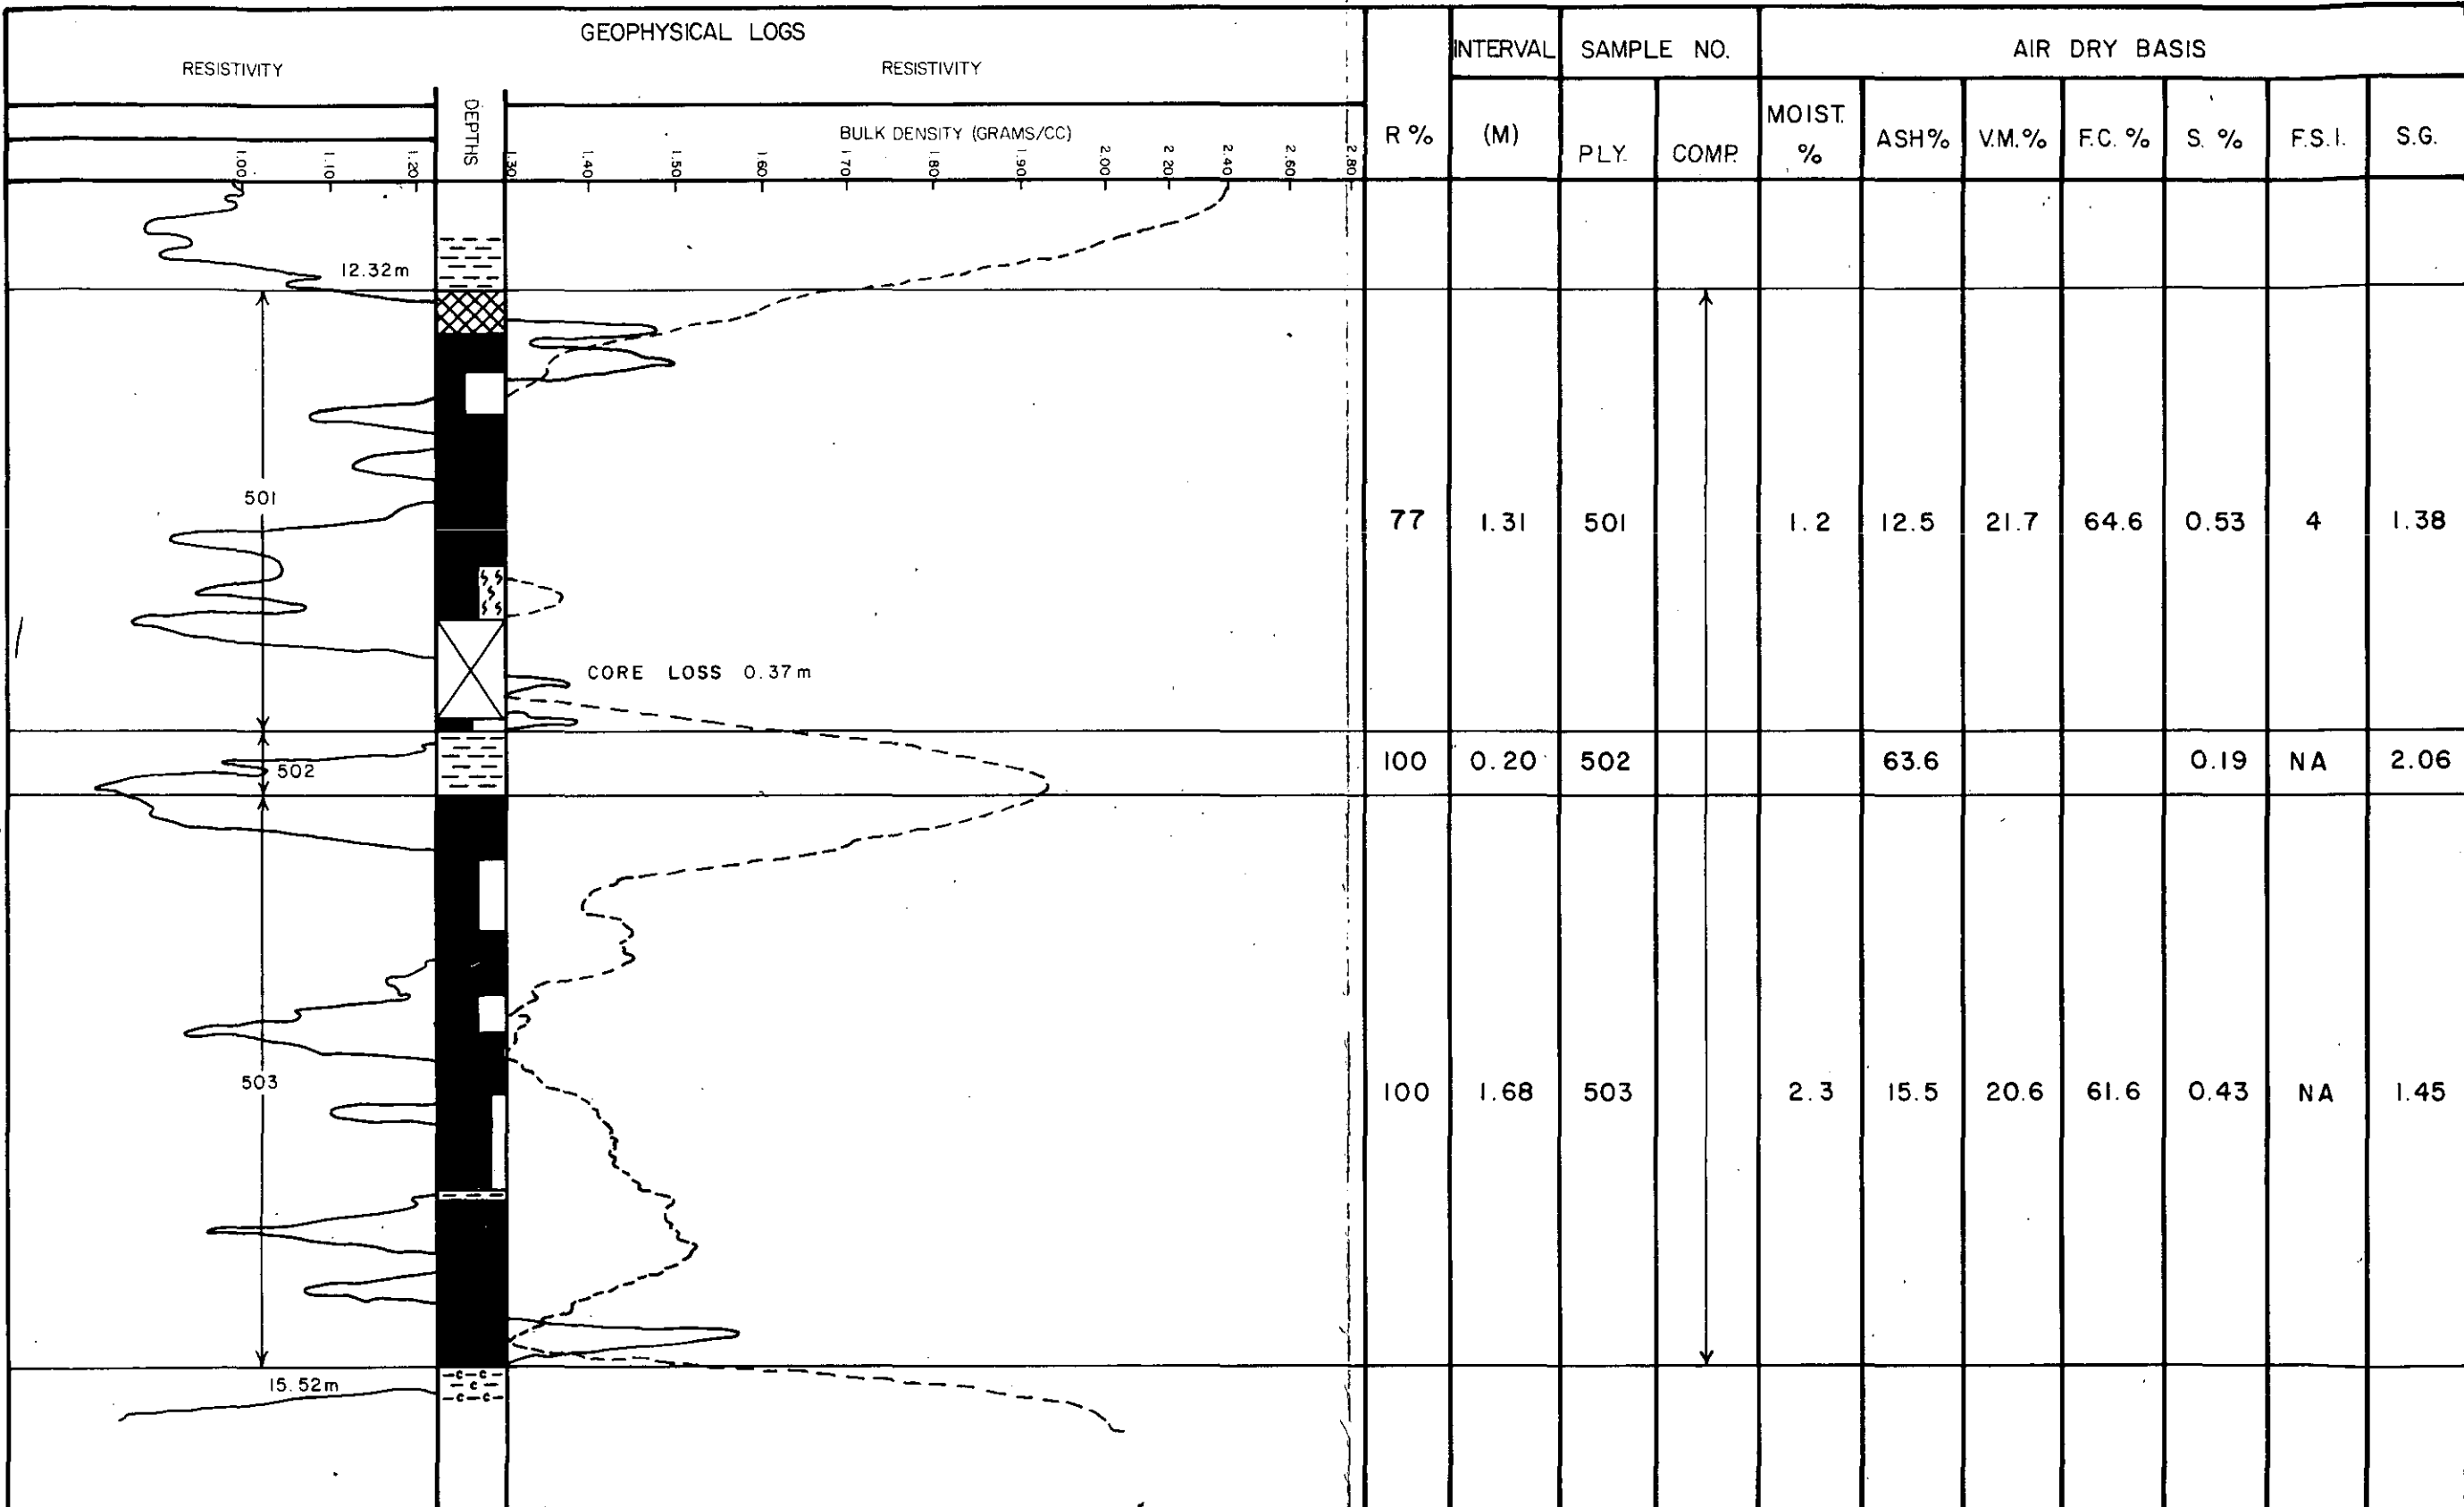 GEOPHYSICAL LOGS
RESISTIVITY RESISTIVITY
DEPTHS
BULK DENSITY (GRAMS/CC)
1.00 1.10 1.20 1.30 1.40 1.50 1.60 1.70 1.80 1.90 2.00 2.20 2.40 2.60 2.80
R % INTERVAL (M) SAMPLE NO. AIR DRY BASIS
PLY. COMP. MOIST. % ASH% V.M.% F.C. % S. % F.S.I. S.G.
12.32m
501
77 1.31 501 1.2 12.5 21.7 64.6 0.53 4 1.38
CORE LOSS 0.37m
502
100 0.20 502 63.6 0.19 NA 2.06
503
100 1.68 503 2.3 15.5 20.6 61.6 0.43 NA 1.45
15.52m